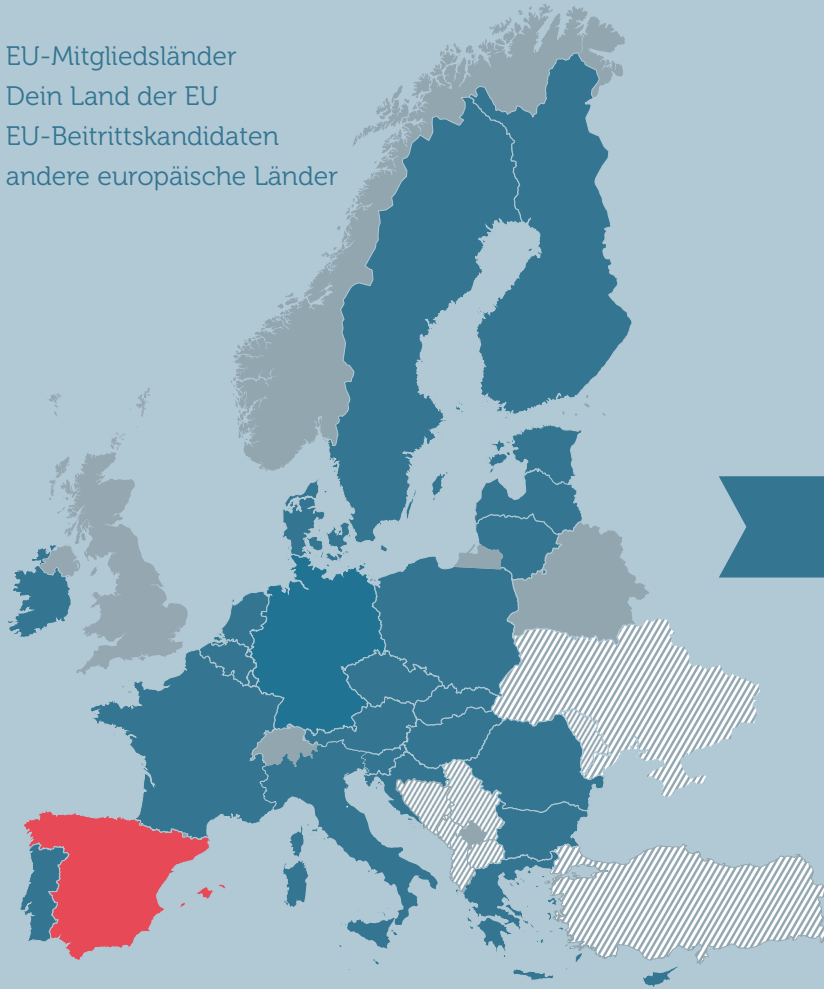 EU-Mitgliedsländer
Dein Land der EU
EU-Beitrittskandidaten
andere europäische Länder